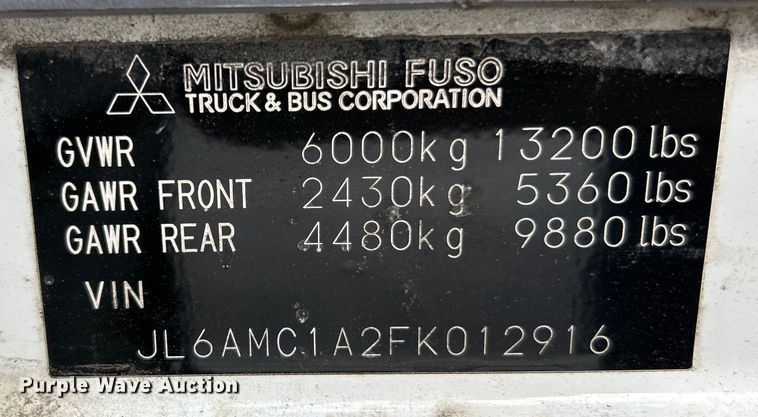 MITSUBISHI FUSO
TRUCK & BUS CORPORATION
GVWR 6000kg 13200 lbs
GAWR FRONT 2430kg 5360 lbs
GAWR REAR 4480kg 9880 lbs
VIN
JL6AMC1A2FK012916
Purple Wave Auction